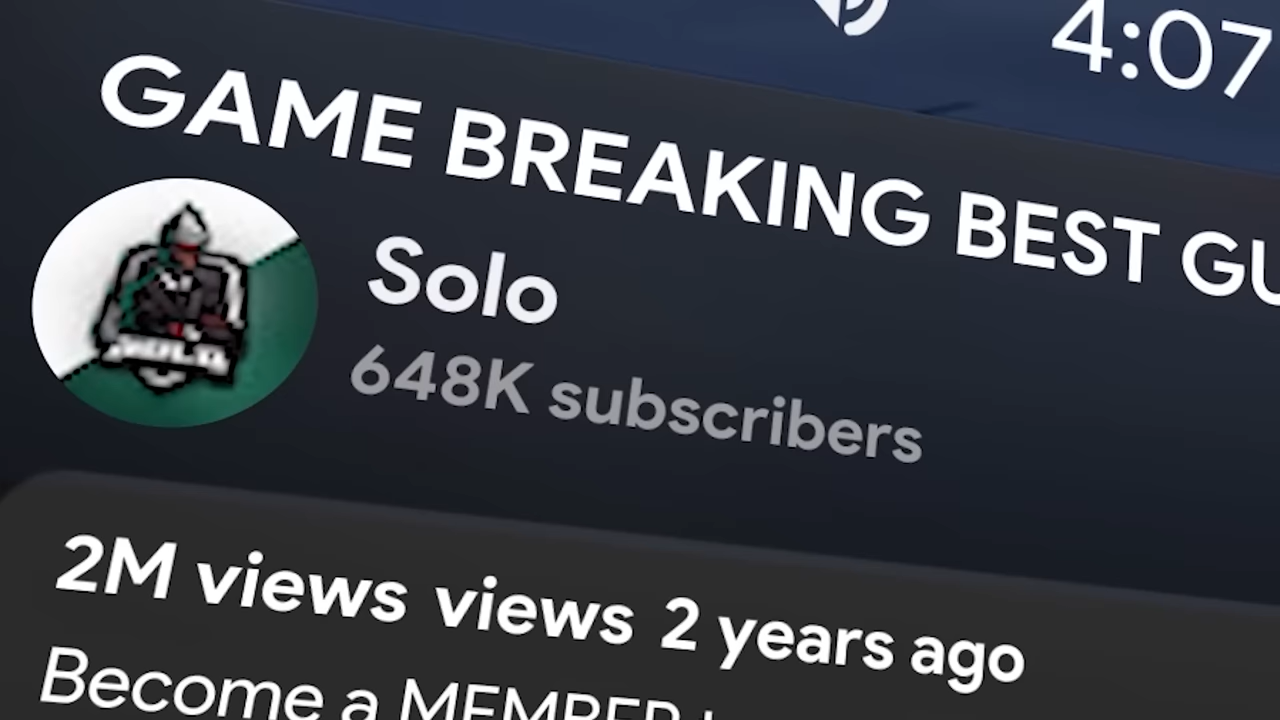 4:07
GAME BREAKING BEST GU
Solo
648K subscribers
2M views views 2 years ago
Become a MEMBER